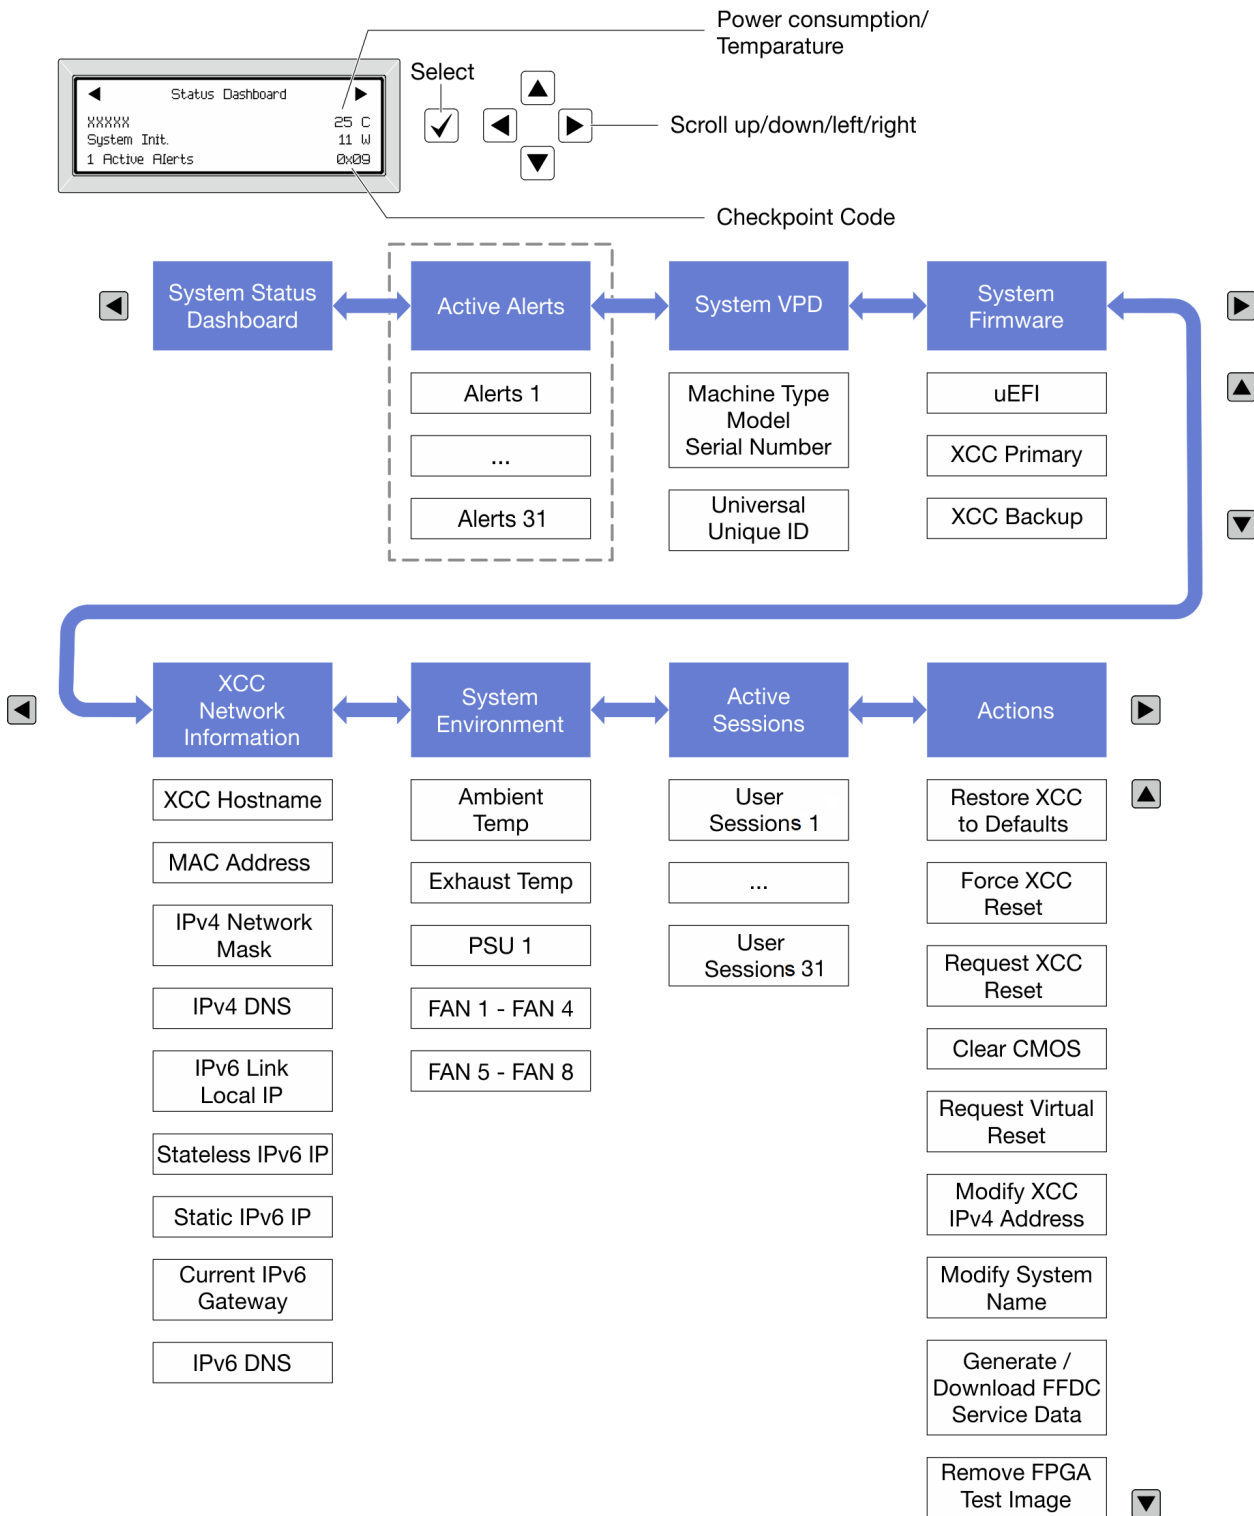 Power consumption/
Temparature
Select
Status Dashboard
XXXXX 25 C
System Init. 11 W
1 Active Alerts 0x09
Scroll up/down/left/right
Checkpoint Code
System Status
Dashboard
Active Alerts
System VPD
System
Firmware
Alerts 1
...
Alerts 31
Machine Type
Model
Serial Number
Universal
Unique ID
uEFI
XCC Primary
XCC Backup
XCC
Network
Information
System
Environment
Active
Sessions
Actions
XCC Hostname
MAC Address
IPv4 Network
Mask
IPv4 DNS
IPv6 Link
Local IP
Stateless IPv6 IP
Static IPv6 IP
Current IPv6
Gateway
IPv6 DNS
Ambient
Temp
Exhaust Temp
PSU 1
FAN 1 - FAN 4
FAN 5 - FAN 8
User
Sessions 1
...
User
Sessions 31
Restore XCC
to Defaults
Force XCC
Reset
Request XCC
Reset
Clear CMOS
Request Virtual
Reset
Modify XCC
IPv4 Address
Modify System
Name
Generate /
Download FFDC
Service Data
Remove FPGA
Test Image